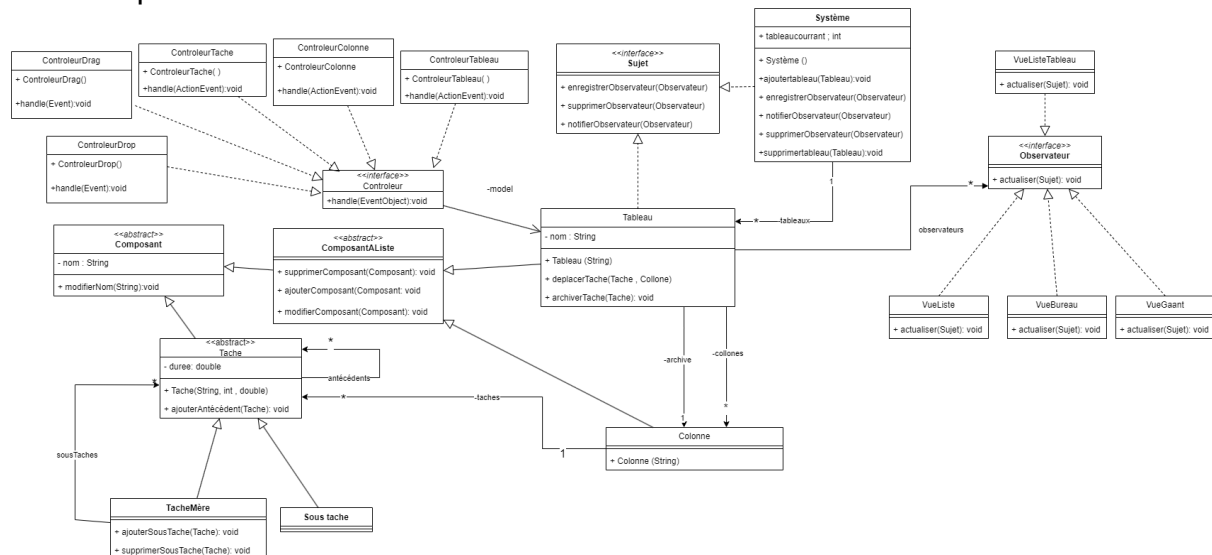 Système
+ tableaucourrant ; int
+ Système ()
+ajoutertableau(Tableau):void
+ enregistrerObservateur(Observateur)
+ notifierObservateur(Observateur)
+ supprimerObservateur(Observateur)
+supprimertableau(Tableau):void
ControleurDrag
+ ControleurDrag()
+handle(Event):void
ControleurTache
+ ControleurTache( )
+handle(ActionEvent):void
ControleurColonne
+ ControleurColonne
+handle(ActionEvent):void
ControleurTableau
+ ControlerTableau( )
+handle(ActionEvent):void
<<interface>>
Sujet
+ enregistrerObservateur(Observateur)
+ supprimerObservateur(Observateur)
+ notifierObservateur(Observateur)
VueListeTableau
+ actualiser(Sujet): void
ControleurDrop
+ ControleurDrop()
+handle(Event):void
<<interface>>
Controleur
+handle(EventObject):void
-model
1
*
-tableaux
<<interface>>
Observateur
+ actualiser(Sujet): void
*
observateurs
<<abstract>>
Composant
- nom : String
+ modifierNom(String):void
<<abstract>>
ComposantAListe
+ supprimerComposant(Composant): void
+ ajouterComposant(Composant: void
+ modifierComposant(Composant): void
Tableau
- nom : String
+ Tableau (String)
+ deplacerTache(Tache , Collone)
+ archiverTache(Tache): void
VueListe
+ actualiser(Sujet): void
VueBureau
+ actualiser(Sujet): void
VueGaant
+ actualiser(Sujet): void
<<abstract>>
Tache
- duree: double
+ Tache(String, int , double)
+ ajouterAntécédent(Tache): void
*
antécédents
*
-taches
1
-archive
1
-collones
*
Colonne
+ Colonne (String)
*
sousTaches
TacheMère
+ ajouterSousTache(Tache): void
+ supprimerSousTache(Tache): void
Sous tache